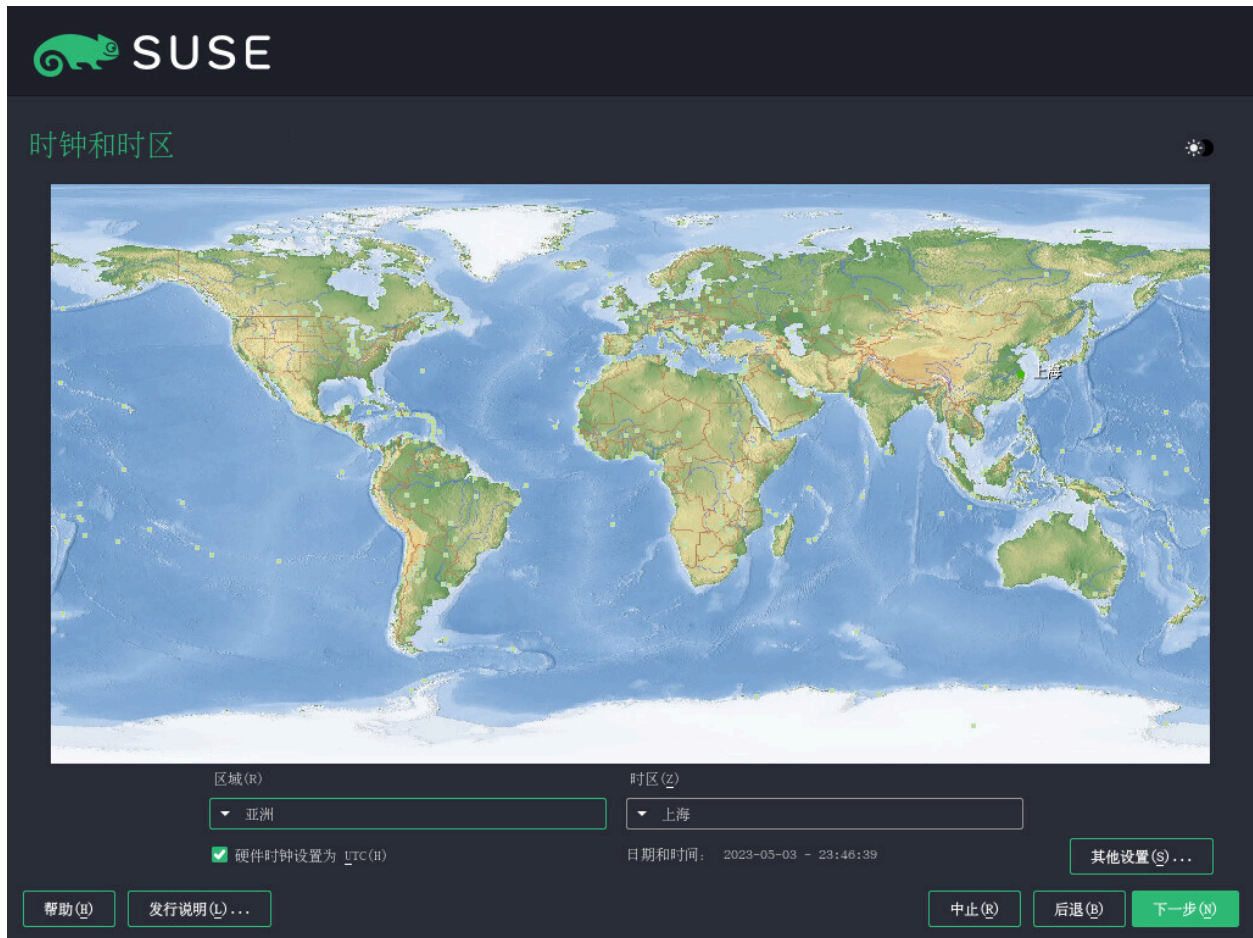 SUSE
时钟和时区
上海
区域(R)
时区(Z)
亚洲
上海
硬件时钟设置为 UTC(H)
日期和时间: 2023-05-03 - 23:46:39
其他设置(S)...
帮助(H)
发行说明(L)...
中止(R)
后退(B)
下一步(N)